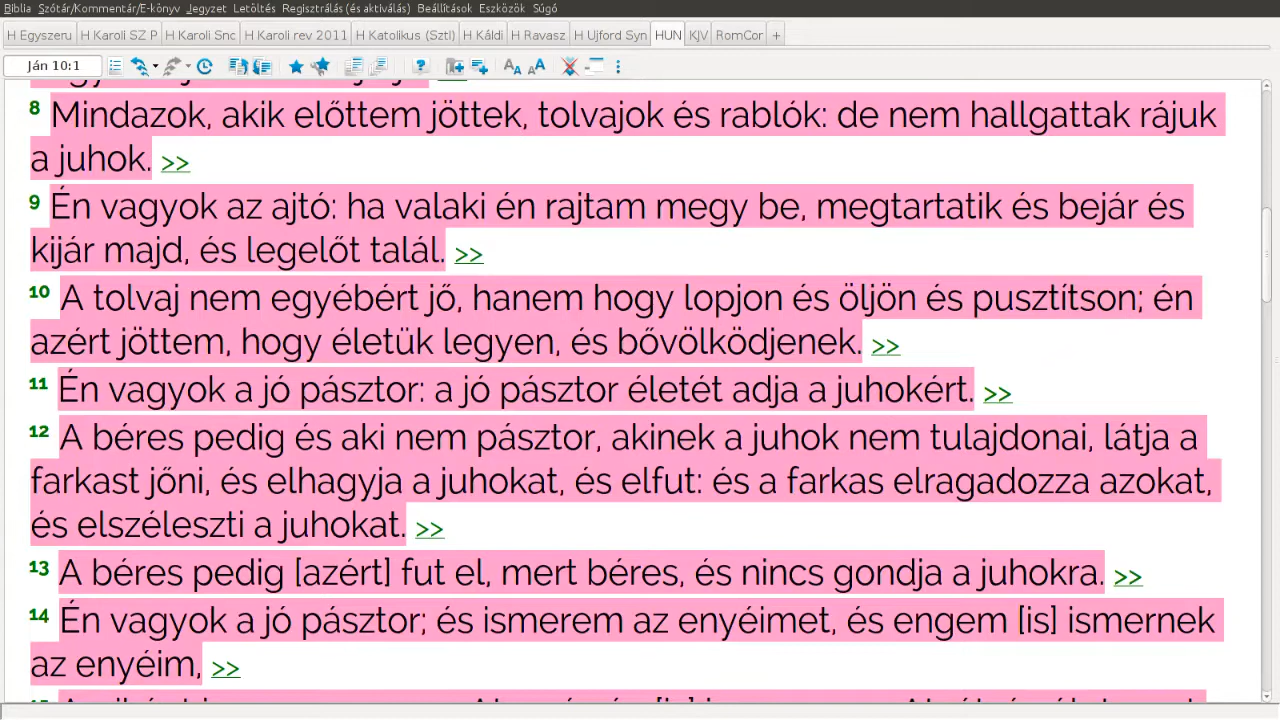 Biblia Szótár/Kommentár/E-könyv Jegyzet Letöltés Regisztrálás (és aktiválás) Beállítások Eszközök Súgó
H Egyszeru H Karoli SZ P H Karoli Snc H Karoli rev 2011 H Katolikus (Sztl) H Káldi H Ravasz H Ujford Syn HUN KJV RomCor +
Ján 10:1
8 Mindazok, akik előttem jöttek, tolvajok és rablók: de nem hallgattak rájuk
a juhok. >>
9 Én vagyok az ajtó: ha valaki én rajtam megy be, megtartatik és bejár és
kijár majd, és legelőt talál. >>
10 A tolvaj nem egyébért jő, hanem hogy lopjon és öljön és pusztítson; én
azért jöttem, hogy életük legyen, és bővölködjenek. >>
11 Én vagyok a jó pásztor: a jó pásztor életét adja a juhokért. >>
12 A béres pedig és aki nem pásztor, akinek a juhok nem tulajdonai, látja a
farkast jőni, és elhagyja a juhokat, és elfut: és a farkas elragadozza azokat,
és elszéleszti a juhokat. >>
13 A béres pedig [azért] fut el, mert béres, és nincs gondja a juhokra. >>
14 Én vagyok a jó pásztor; és ismerem az enyéimet, és engem [is] ismernek
az enyéim, >>